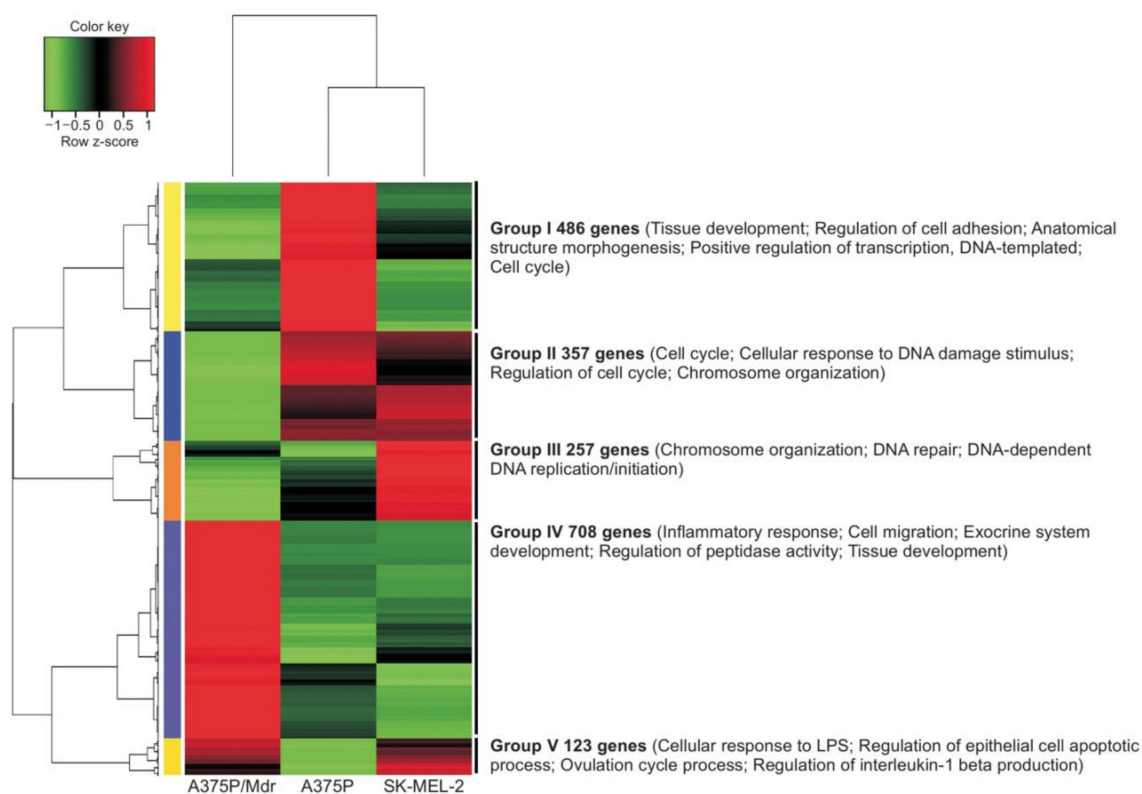 Color key
−1 −0.5 0 0.5 1
Row z-score
Group I 486 genes (Tissue development; Regulation of cell adhesion; Anatomical
structure morphogenesis; Positive regulation of transcription, DNA-templated;
Cell cycle)
Group II 357 genes (Cell cycle; Cellular response to DNA damage stimulus;
Regulation of cell cycle; Chromosome organization)
Group III 257 genes (Chromosome organization; DNA repair; DNA-dependent
DNA replication/initiation)
Group IV 708 genes (Inflammatory response; Cell migration; Exocrine system
development; Regulation of peptidase activity; Tissue development)
Group V 123 genes (Cellular response to LPS; Regulation of epithelial cell apoptotic
process; Ovulation cycle process; Regulation of interleukin-1 beta production)
A375P/Mdr A375P SK-MEL-2